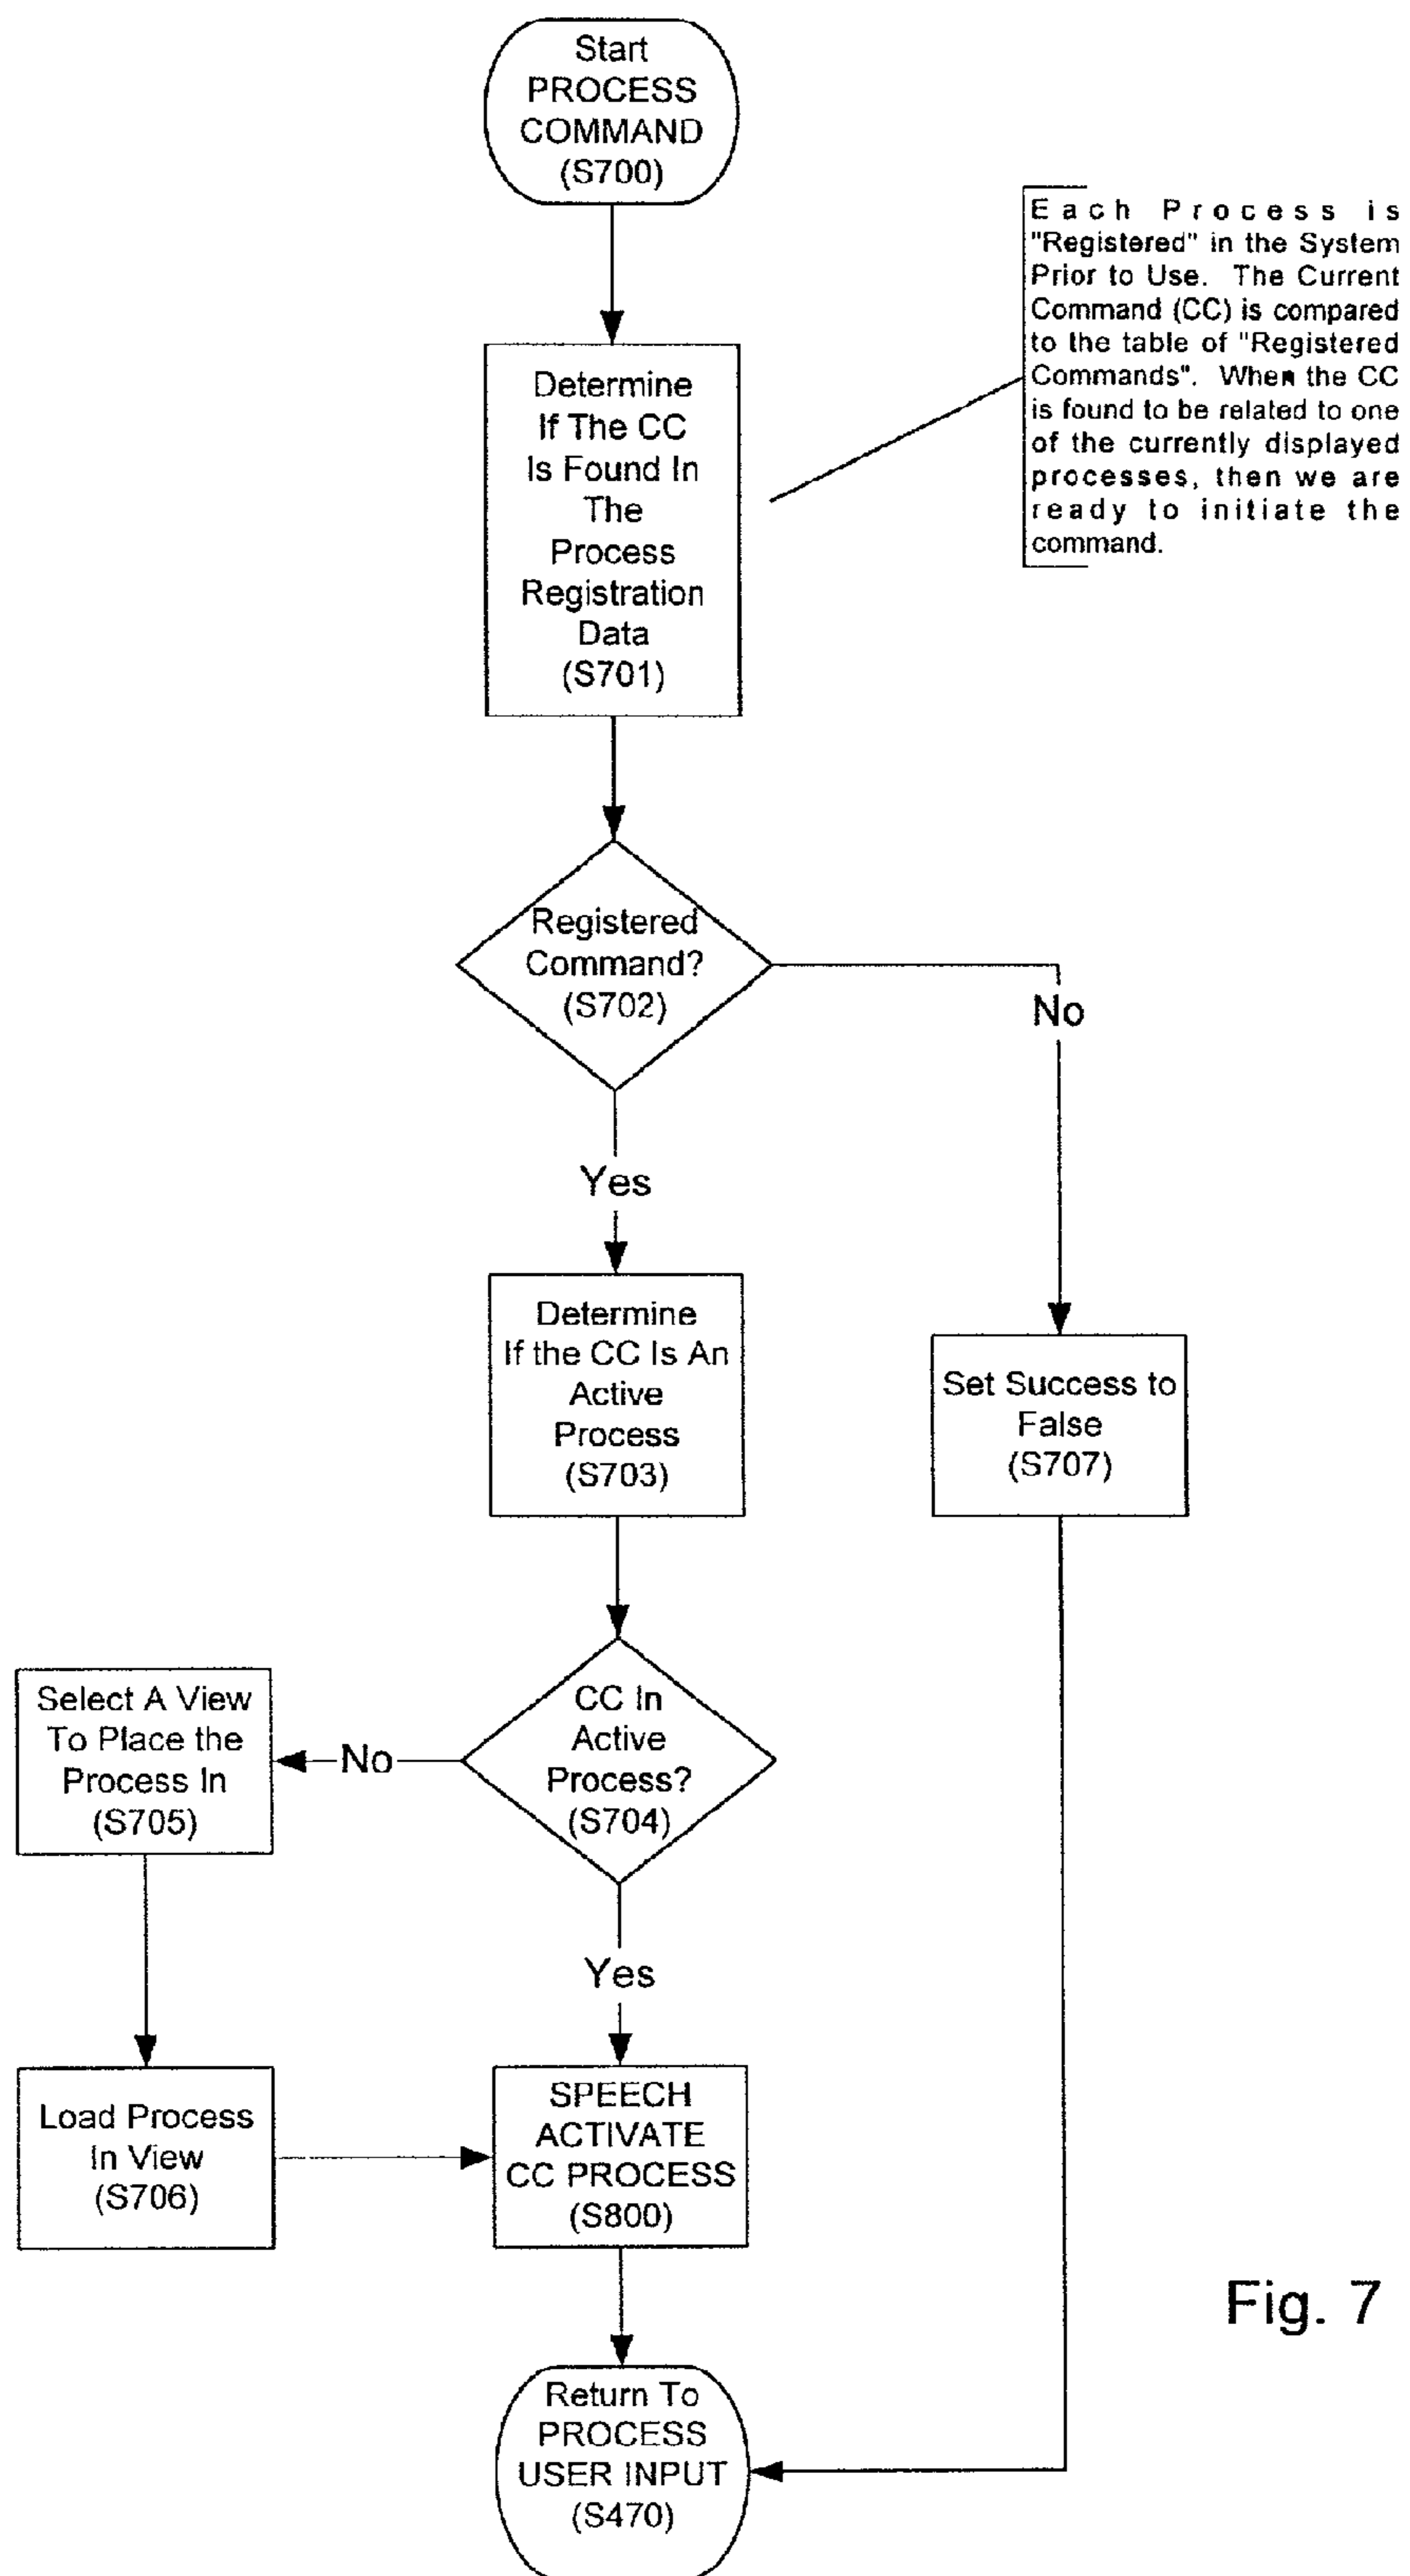 Start
PROCESS
COMMAND
(S700)
Each Process is
"Registered" in the System
Prior to Use. The Current
Command (CC) is compared
to the table of "Registered
Commands". When the CC
is found to be related to one
of the currently displayed
processes, then we are
ready to initiate the
command.
Determine
If The CC
Is Found In
The
Process
Registration
Data
(S701)
Registered
Command?
(S702)
No
Yes
Determine
If the CC Is An
Active
Process
(S703)
Set Success to
False
(S707)
CC In
Active
Process?
(S704)
No
Select A View
To Place the
Process In
(S705)
Yes
Load Process
In View
(S706)
SPEECH
ACTIVATE
CC PROCESS
(S800)
Return To
PROCESS
USER INPUT
(S470)
Fig. 7